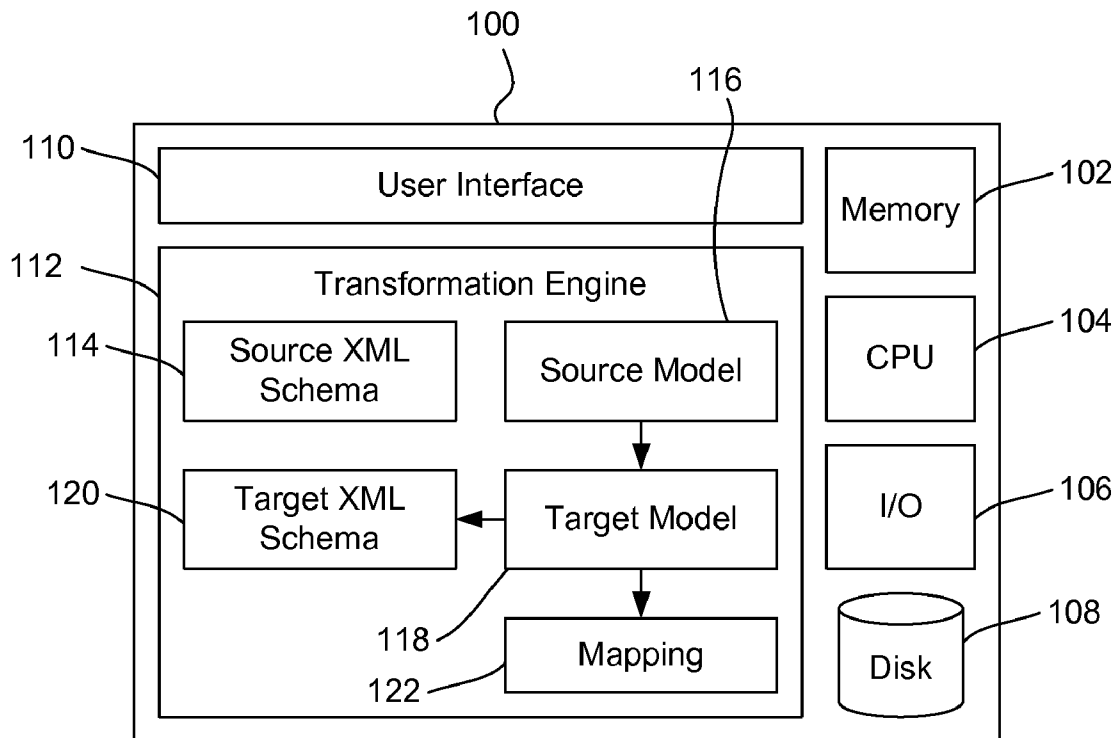 100
116
110
User Interface
Memory
102
112
Transformation Engine
114
Source XML
Schema
Source Model
CPU
104
120
Target XML
Schema
Target Model
I/O
106
118
Mapping
122
Disk
108